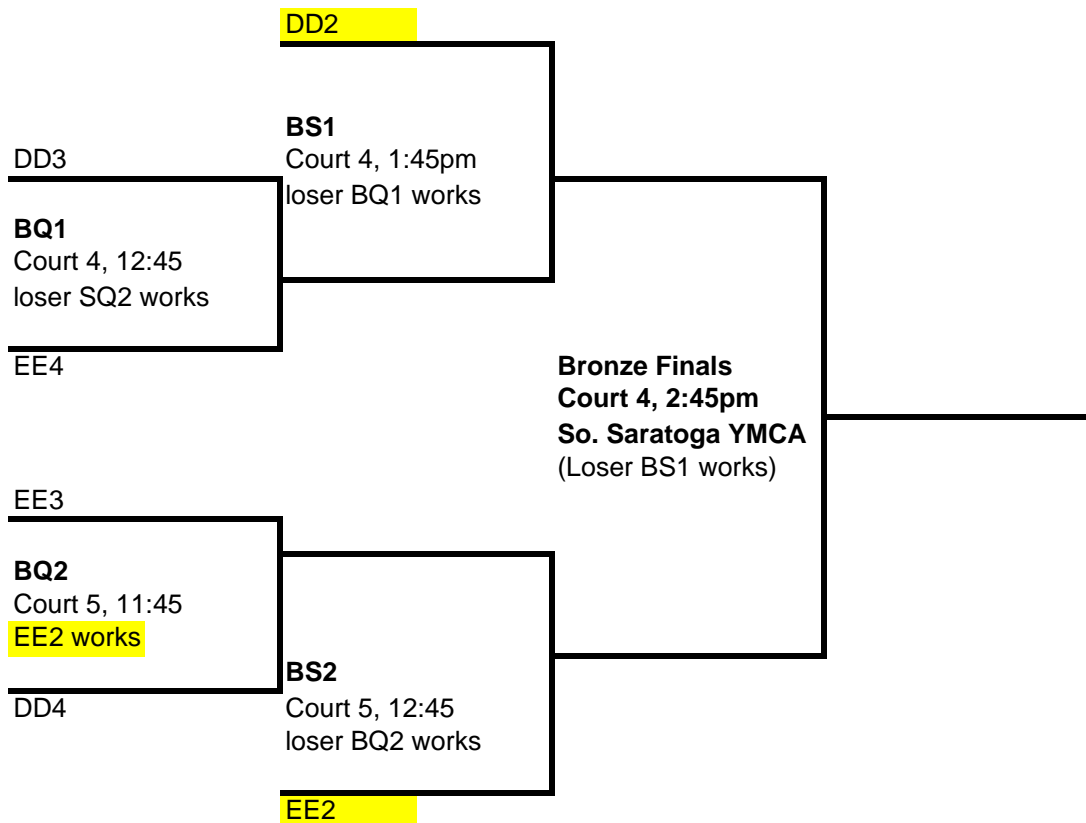 DD2
BS1
Court 4, 1:45pm
loser BQ1 works
DD3
BQ1
Court 4, 12:45
loser SQ2 works
EE4
Bronze Finals
Court 4, 2:45pm
So. Saratoga YMCA
(Loser BS1 works)
EE3
BQ2
Court 5, 11:45
EE2 works
DD4
BS2
Court 5, 12:45
loser BQ2 works
EE2